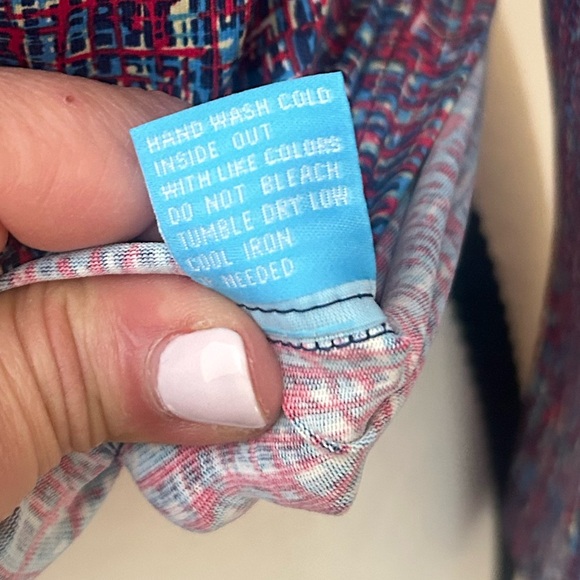 HAND WASH COLD
INSIDE OUT
WITH LIKE COLORS
DO NOT BLEACH
TUMBLE DRY LOW
COOL IRON
NEEDED